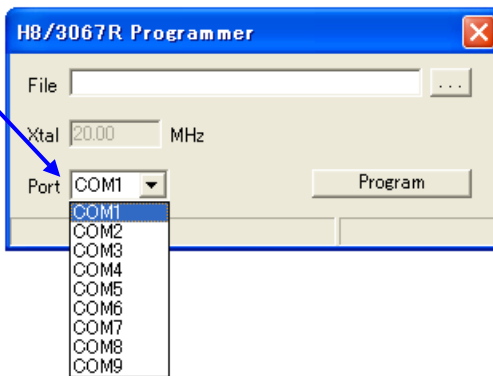 H8/3067R Programmer
File
...
Xtal 20.00 MHz
Port COM1
Program
COM1
COM2
COM3
COM4
COM5
COM6
COM7
COM8
COM9